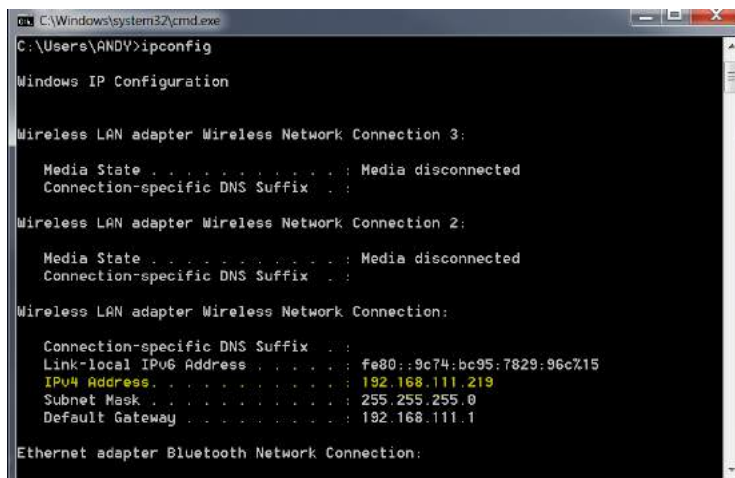 C:\Windows\system32\cmd.exe
C:\Users\ANDY>ipconfig
Windows IP Configuration
Wireless LAN adapter Wireless Network Connection 3:
Media State . . . . . . . . . . . : Media disconnected
Connection-specific DNS Suffix . :
Wireless LAN adapter Wireless Network Connection 2:
Media State . . . . . . . . . . . : Media disconnected
Connection-specific DNS Suffix . :
Wireless LAN adapter Wireless Network Connection:
Connection-specific DNS Suffix . :
Link-local IPv6 Address . . . . . : fe80::9c74:bc95:7829:96c%15
IPv4 Address. . . . . . . . . . . : 192.168.111.219
Subnet Mask . . . . . . . . . . . : 255.255.255.0
Default Gateway . . . . . . . . . : 192.168.111.1
Ethernet adapter Bluetooth Network Connection: